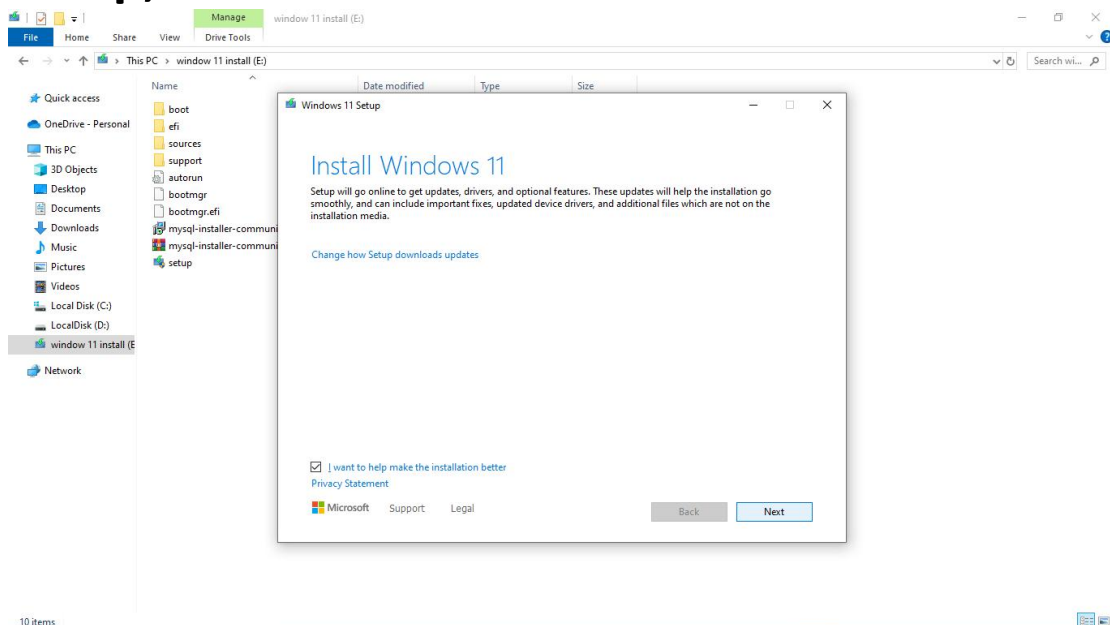 Manage
window 11 install (E:)
File Home Share View Drive Tools
This PC > window 11 install (E:)
Search wi...
Name Date modified Type Size
Quick access
OneDrive - Personal
This PC
3D Objects
Desktop
Documents
Downloads
Music
Pictures
Videos
Local Disk (C:)
LocalDisk (D:)
window 11 install (E
Network
boot
efi
sources
support
autorun
bootmgr
bootmgr.efi
mysql-installer-communi
mysql-installer-communi
setup
Windows 11 Setup
Install Windows 11
Setup will go online to get updates, drivers, and optional features. These updates will help the installation go
smoothly, and can include important fixes, updated device drivers, and additional files which are not on the
installation media.
Change how Setup downloads updates
I want to help make the installation better
Privacy Statement
Microsoft Support Legal
Back Next
10 items